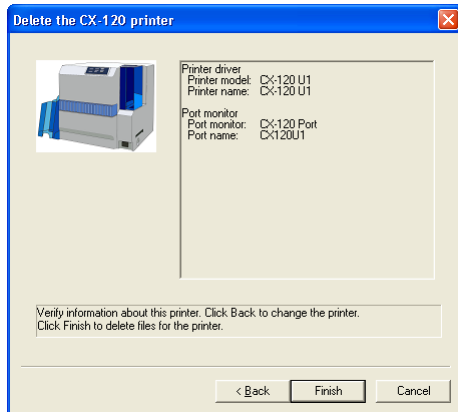 Delete the CX-120 printer
Printer driver
Printer model: CX-120 U1
Printer name: CX-120 U1
Port monitor
Port monitor: CX-120 Port
Port name: CX120U1
Verify information about this printer. Click Back to change the printer.
Click Finish to delete files for the printer.
< Back Finish Cancel